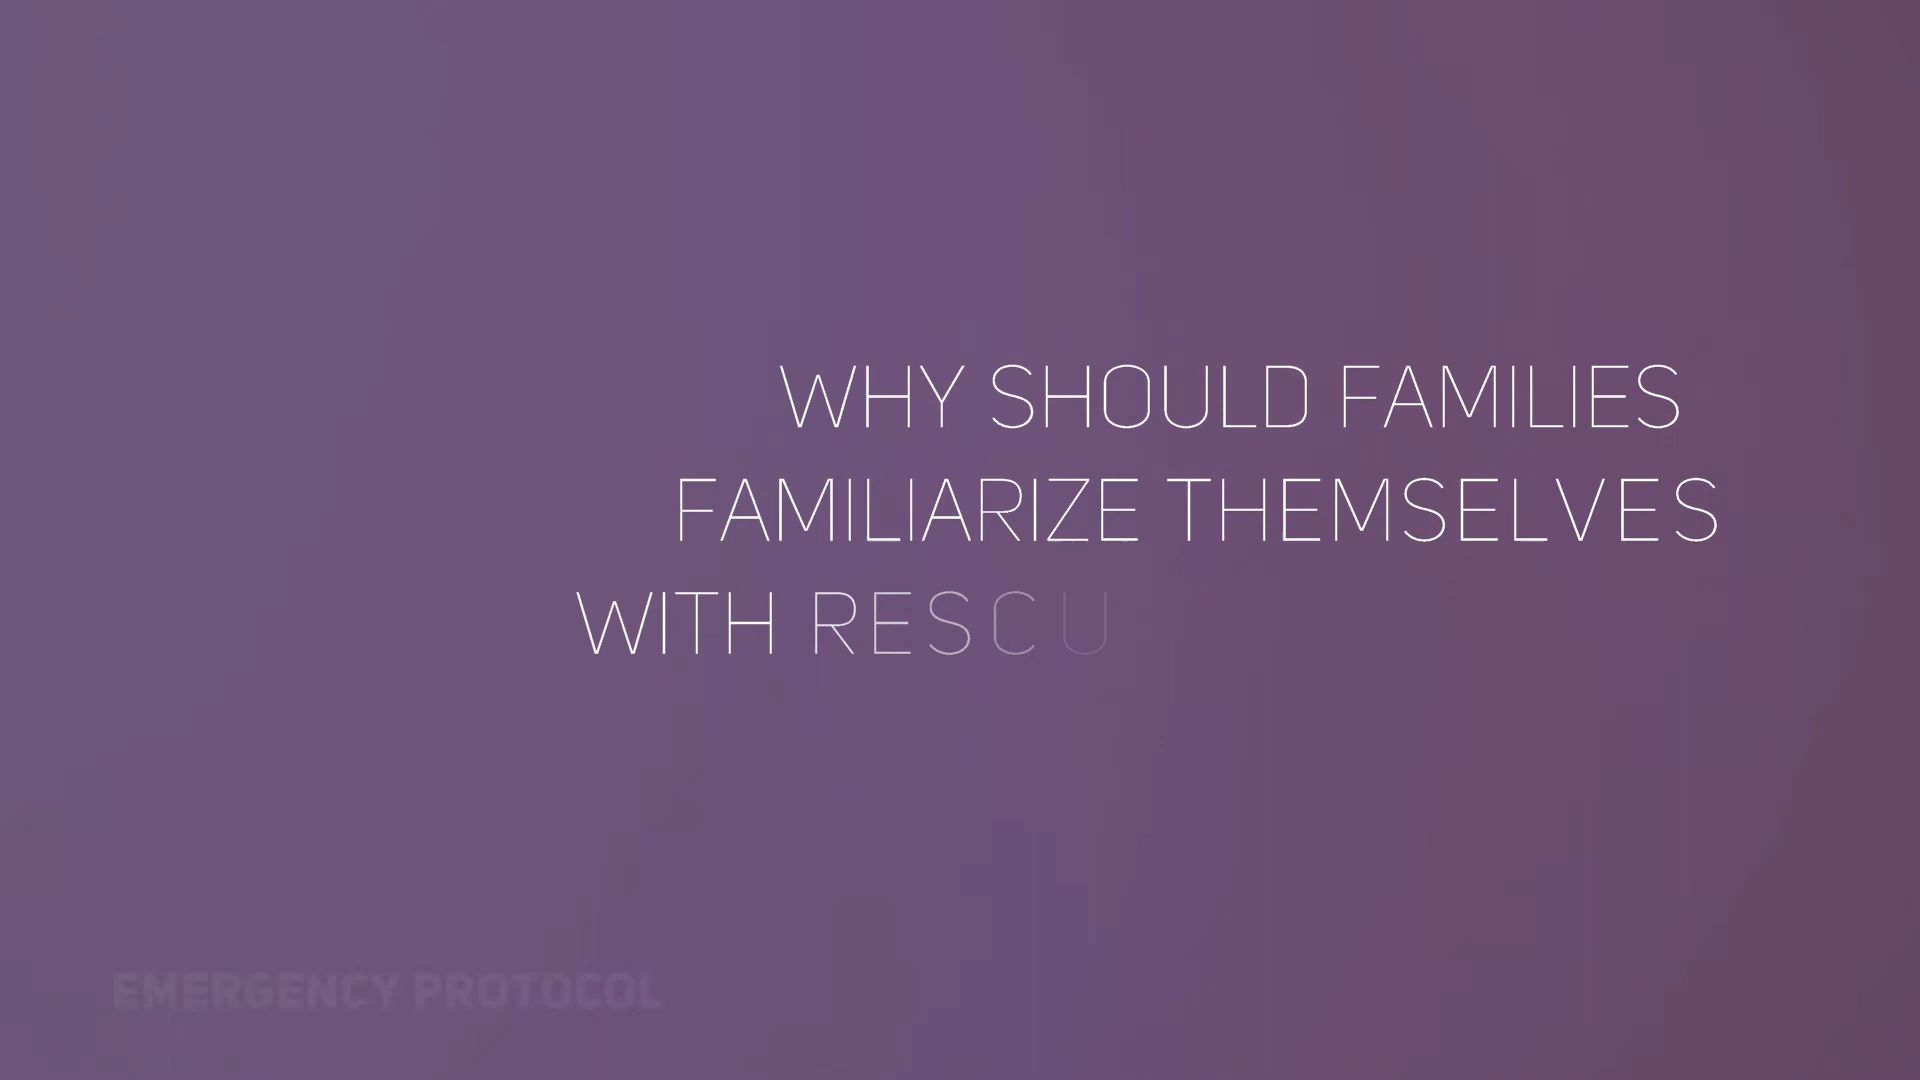 WHY SHOULD FAMILIES
FAMILIARIZE THEMSELVES
WITH RESCU
EMERGENCY PROTOCOL